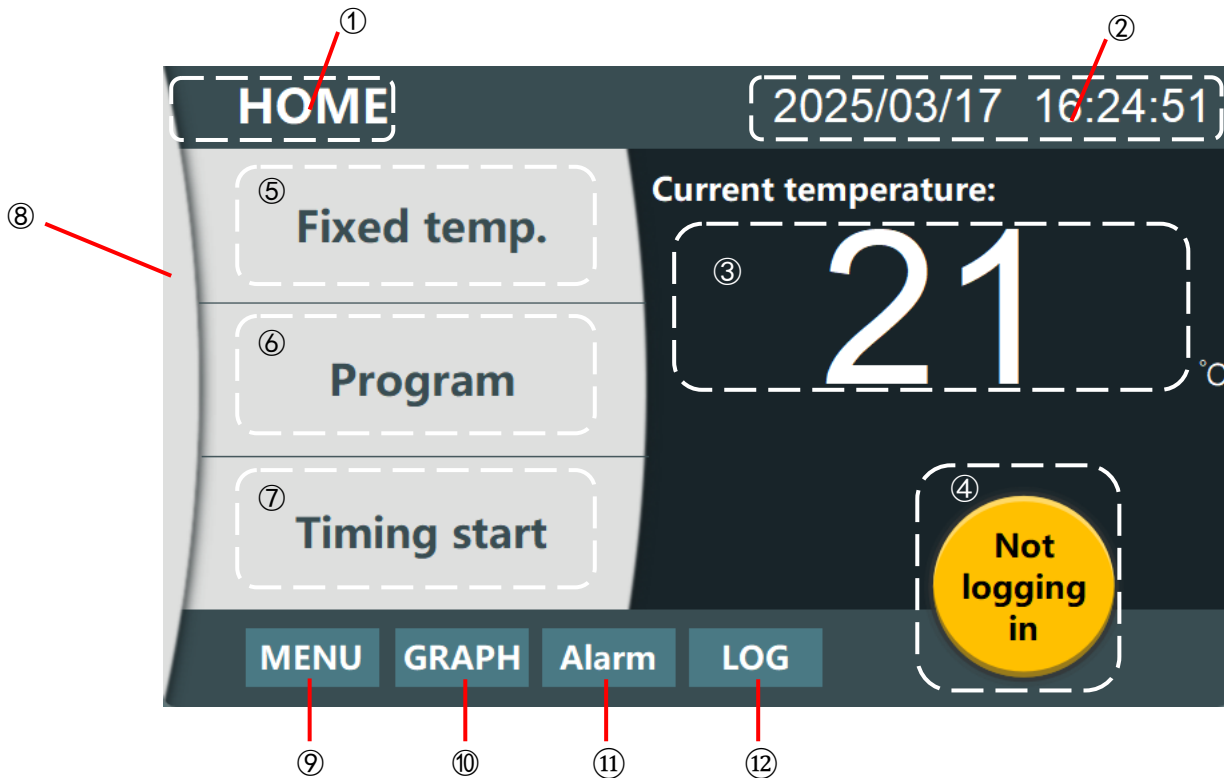 ① ②
HOME 2025/03/17 16:24:51
⑤ Current temperature:
Fixed temp.
⑧
③ 21
℃
⑥
Program
⑦ ④
Timing start
Not
logging
in
MENU GRAPH Alarm LOG
⑨ ⑩ ⑪ ⑫